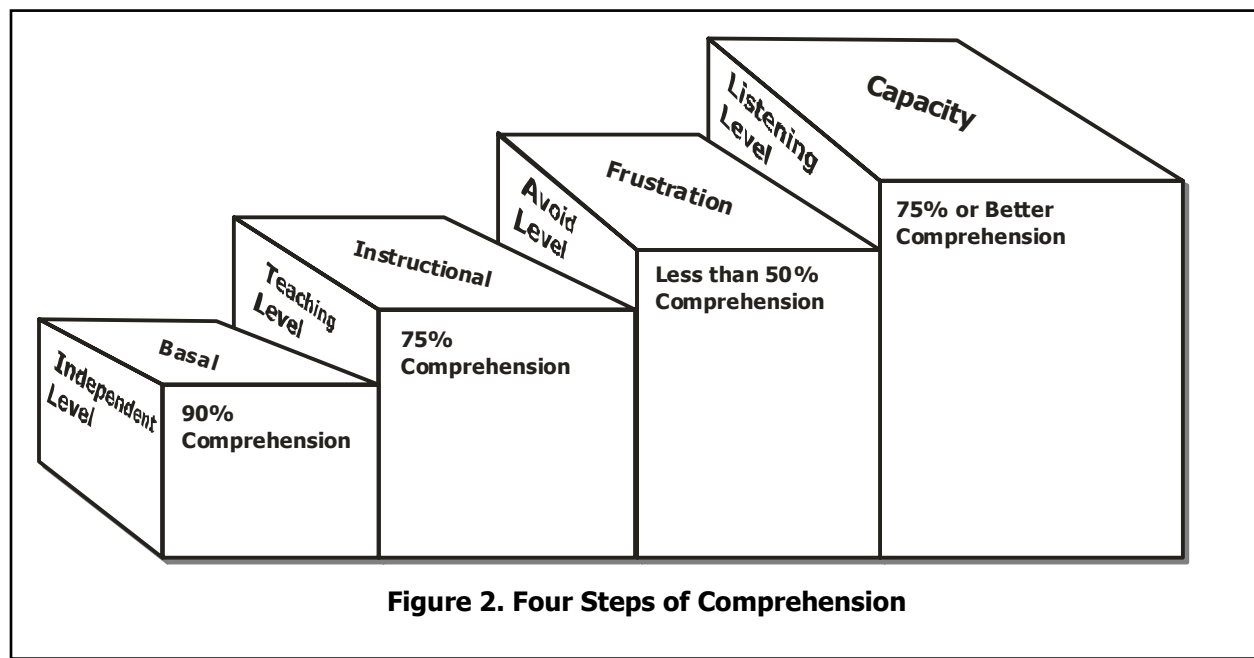 Basal
Independent
Level
90%
Comprehension
Instructional
Teaching
Level
75%
Comprehension
Frustration
Avoid
Level
Less than 50%
Comprehension
Capacity
Listening
Level
75% or Better
Comprehension
Figure 2. Four Steps of Comprehension